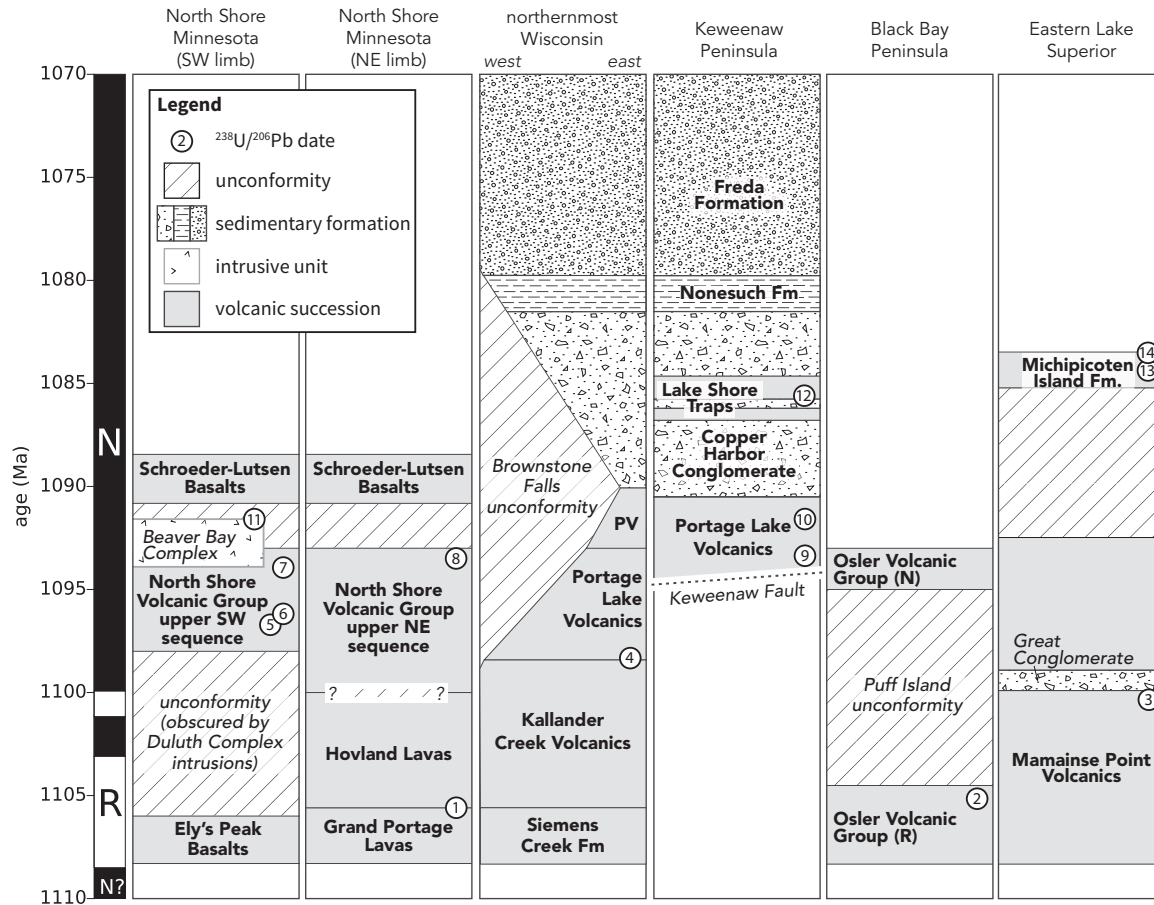 North Shore
Minnesota
(SW limb)
North Shore
Minnesota
(NE limb)
northernmost
Wisconsin
west east
Keweenaw
Peninsula
Black Bay
Peninsula
Eastern Lake
Superior
age (Ma)
1070
1075
1080
1085
1090
1095
1100
1105
1110
N
R
N?
Legend
2 238U/206Pb date
unconformity
sedimentary formation
intrusive unit
volcanic succession
Schroeder-Lutsen
Basalts
11
Beaver Bay
Complex
7
North Shore
Volcanic Group
upper SW
sequence
6
5
unconformity
(obscured by
Duluth Complex
intrusions)
Ely's Peak
Basalts
Schroeder-Lutsen
Basalts
8
North Shore
Volcanic Group
upper NE
sequence
? ?
Hovland Lavas
1
Grand Portage
Lavas
Brownstone
Falls
unconformity
PV
Portage
Lake
Volcanics
4
Kallander
Creek Volcanics
Siemens
Creek Fm
Freda
Formation
Nonesuch Fm
Lake Shore
Traps
12
Copper
Harbor
Conglomerate
Portage Lake
Volcanics
10
9
Keweenaw Fault
Osler Volcanic
Group (N)
Puff Island
unconformity
2
Osler Volcanic
Group (R)
14
13
Michipicoten
Island Fm.
Great
Conglomerate
3
Mamainse Point
Volcanics